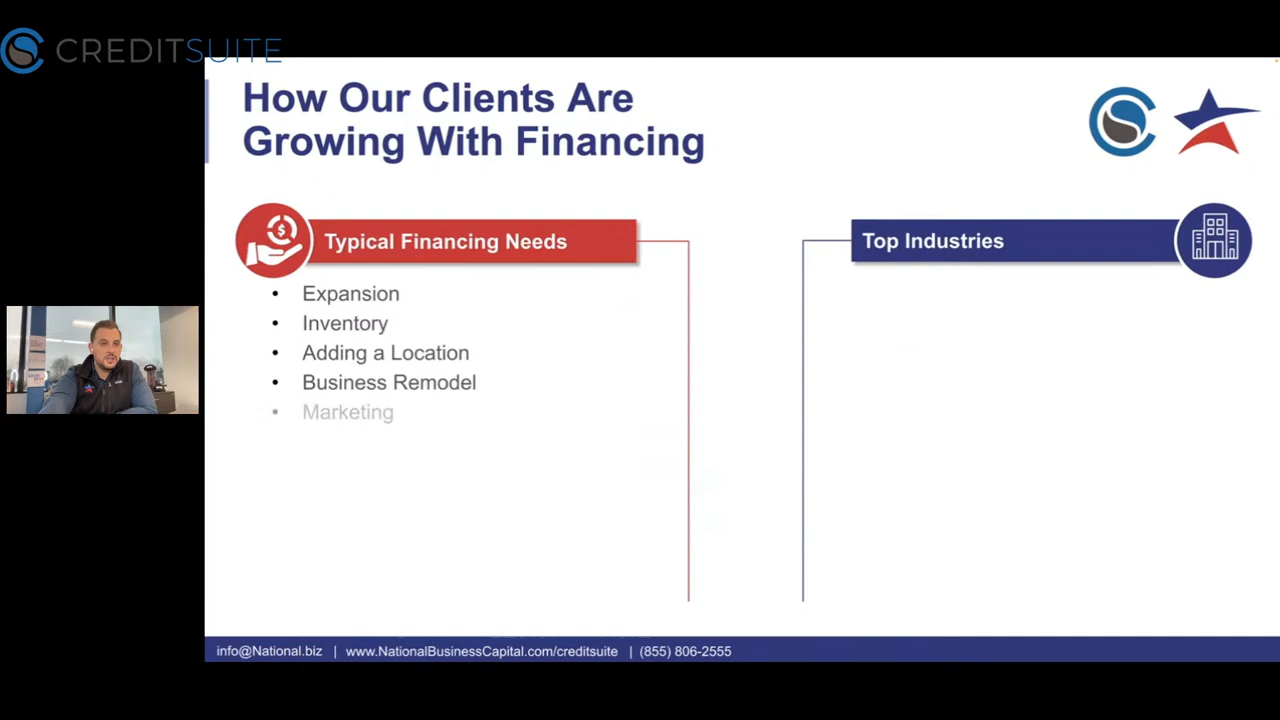 CREDITSUITE
How Our Clients Are
Growing With Financing
Typical Financing Needs
• Expansion
• Inventory
• Adding a Location
• Business Remodel
• Marketing
Top Industries
info@National.biz | www.NationalBusinessCapital.com/creditsuite | (855) 806-2555